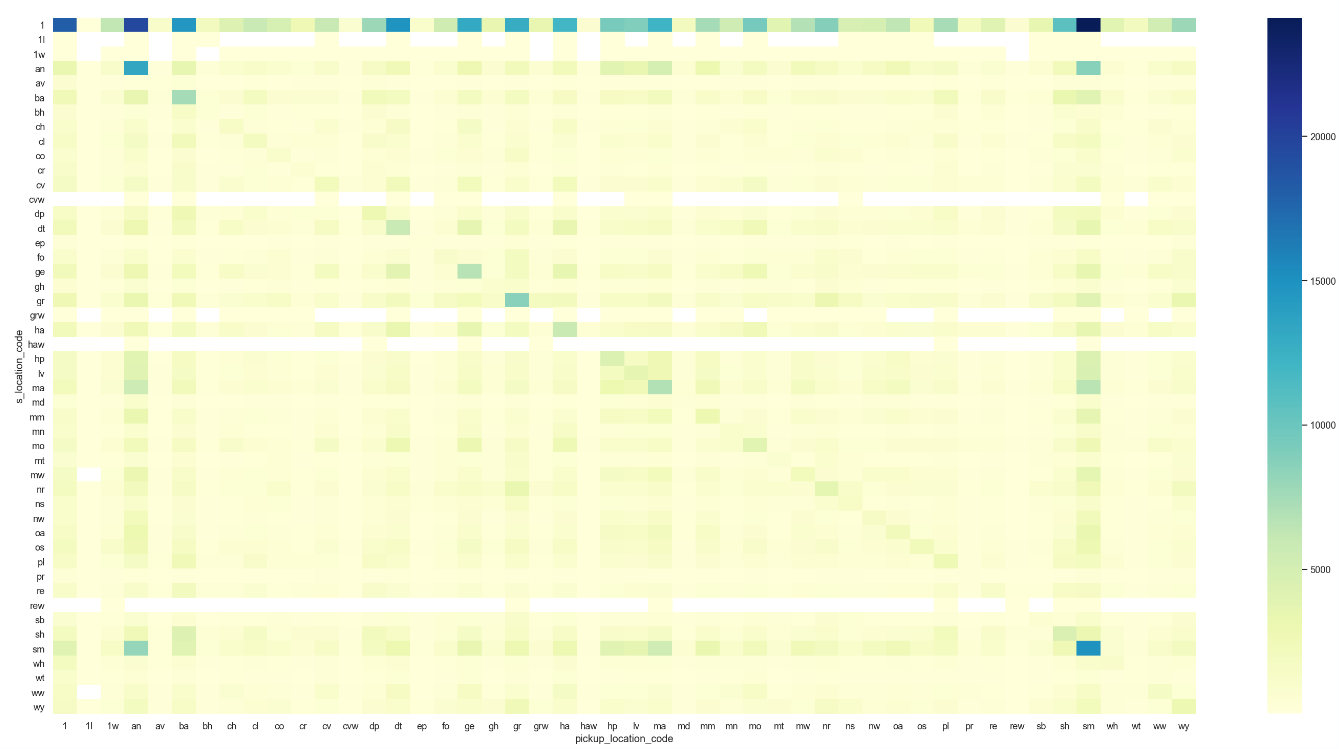 1
1l
1w
an
av
ba
bh
ch
cl
co
cr
cv
cvw
dp
dt
ep
fo
ge
gh
gr
grw
ha
haw
hp
lv
ma
md
mm
mn
mo
mt
mw
nr
ns
nw
oa
os
pl
pr
re
rew
sb
sh
sm
wh
wt
ww
wy
s_location_code
1 1l 1w an av ba bh ch cl co cr cv cvw dp dt ep fo ge gh gr grw ha haw hp lv ma md mm mn mo mt mw nr ns nw oa os pl pr re rew sb sh sm wh wt ww wy
pickup_location_code
20000
15000
10000
5000